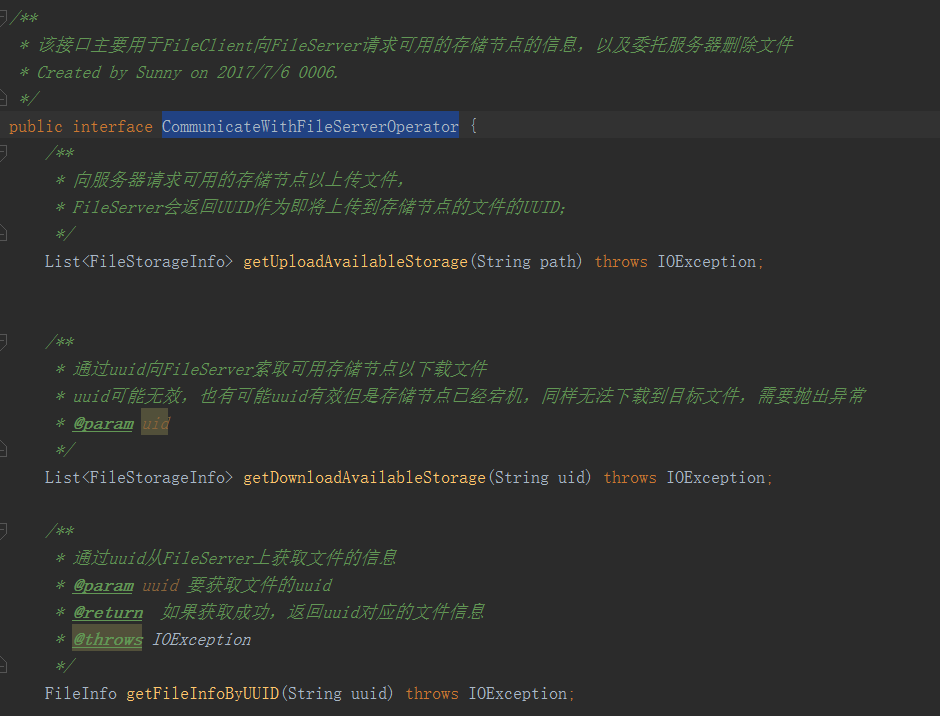 /**
 * 该接口主要用于FileClient向FileServer请求可用的存储节点的信息，以及委托服务器删除文件
 * Created by Sunny on 2017/7/6 0006.
 */
public interface CommunicateWithFileServerOperator {
    /**
     * 向服务器请求可用的存储节点以上传文件，
     * FileServer会返回UUID作为即将上传到存储节点的文件的UUID;
     */
    List<FileStorageInfo> getUploadAvailableStorage(String path) throws IOException;
    /**
     * 通过uuid向FileServer索取可用存储节点以下载文件
     * uuid可能无效，也有可能uuid有效但是存储节点已经宕机，同样无法下载到目标文件，需要抛出异常
     * @param uid
     */
    List<FileStorageInfo> getDownloadAvailableStorage(String uid) throws IOException;
    /**
     * 通过uuid从FileServer上获取文件的信息
     * @param uuid 要获取文件的uuid
     * @return  如果获取成功，返回uuid对应的文件信息
     * @throws IOException
     */
    FileInfo getFileInfoByUUID(String uuid) throws IOException;